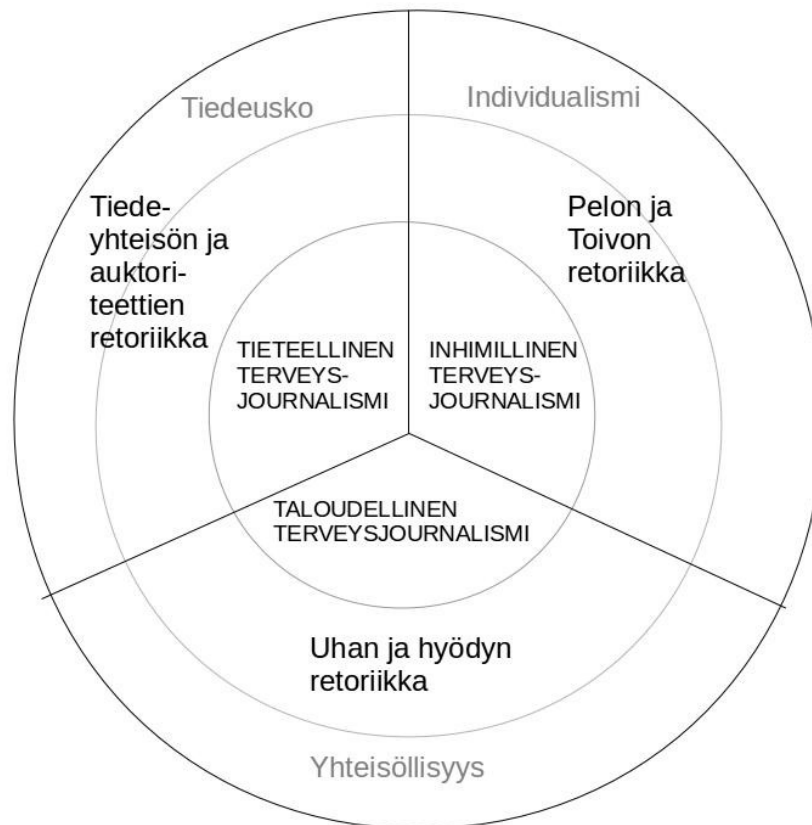 Tiedeusko
Individualismi
Tiede-
yhteisön ja
auktori-
teettien
retoriikka
Pelon ja
Toivon
retoriikka
TIETEELLINEN
TERVEYS-
JOURNALISMI
INHIMILLINEN
TERVEYS-
JOURNALISMI
TALOUDELLINEN
TERVEYSJOURNALISMI
Uhan ja hyödyn
retoriikka
Yhteisöllisyys